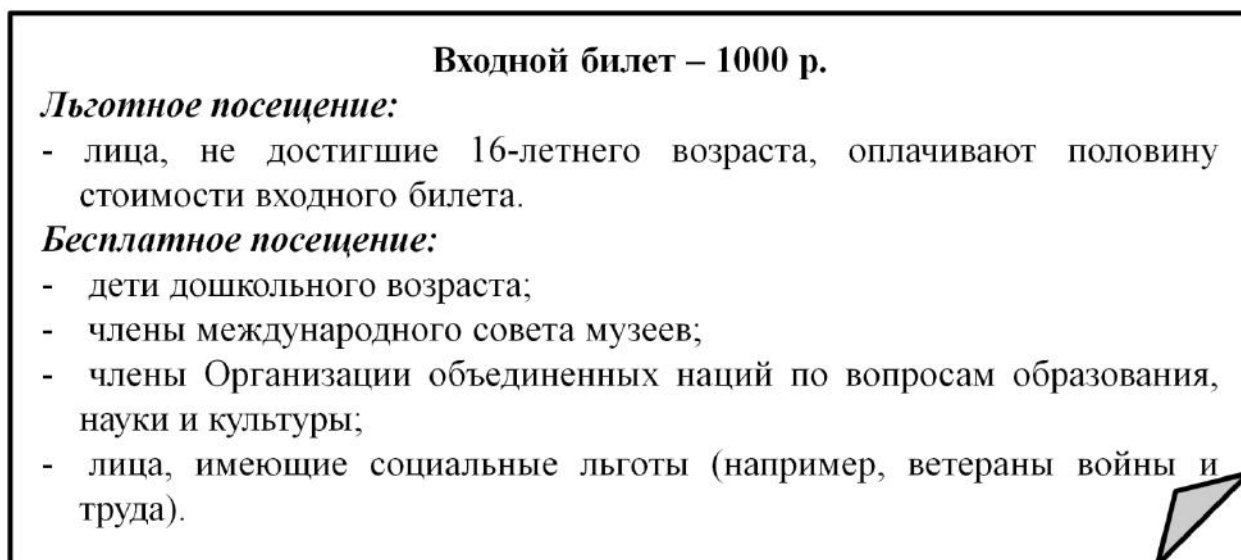 Входной билет – 1000 р.
Льготное посещение:
- лица, не достигшие 16-летнего возраста, оплачивают половину
стоимости входного билета.
Бесплатное посещение:
- дети дошкольного возраста;
- члены международного совета музеев;
- члены Организации объединенных наций по вопросам образования,
науки и культуры;
- лица, имеющие социальные льготы (например, ветераны войны и
труда).